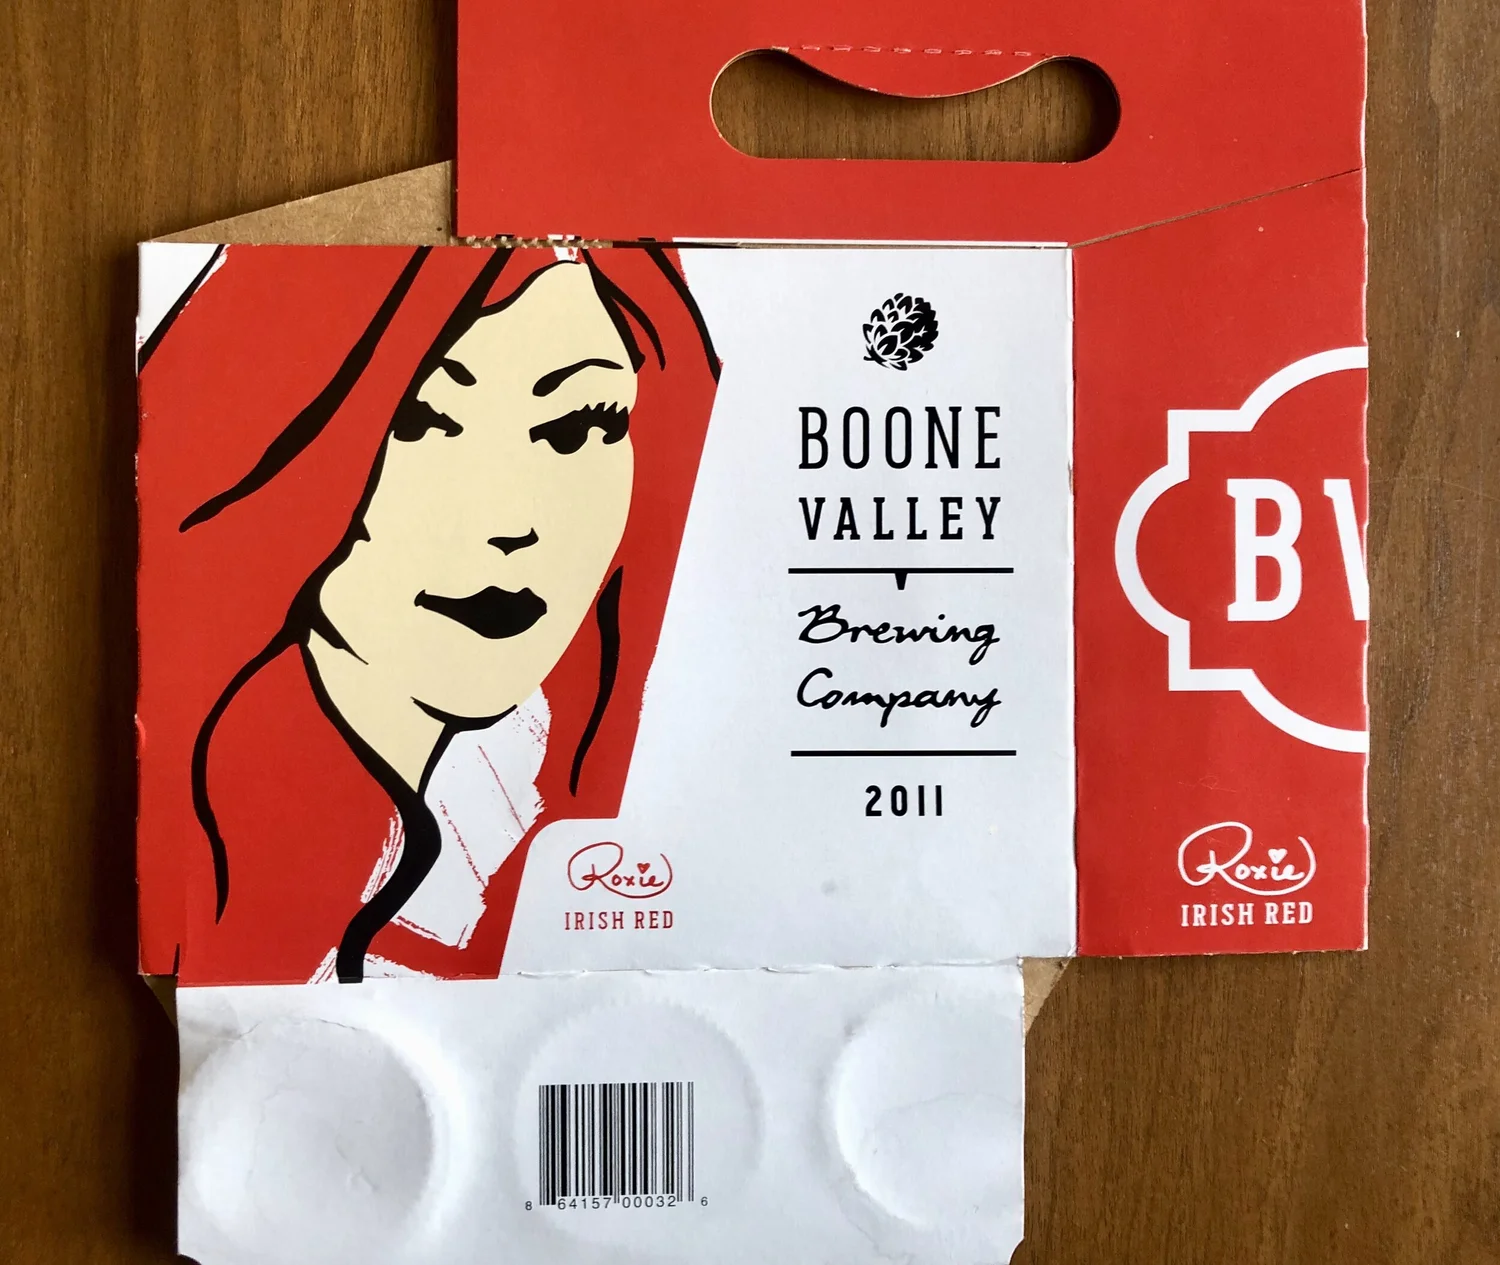 BOONE
VALLEY
Brewing
Company
2011
Roxie
IRISH RED
BV
Roxie
IRISH RED
8 64157 00032 6